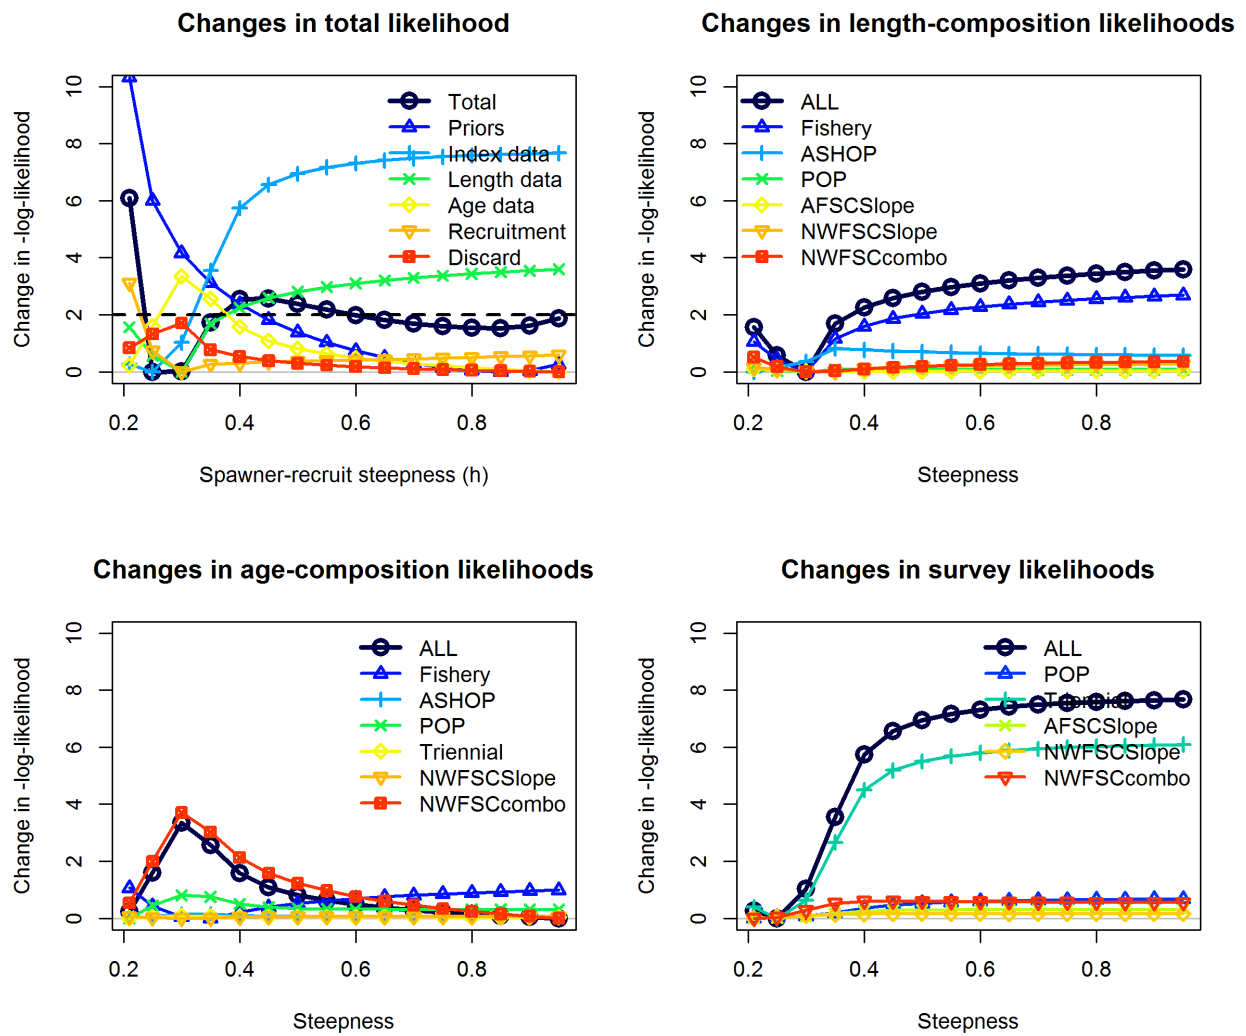 Changes in total likelihood
Change in -log-likelihood
10
8
6
4
2
0
Total
Priors
Index data
Length data
Age data
Recruitment
Discard
0.2 0.4 0.6 0.8
Spawner-recruit steepness (h)
Changes in length-composition likelihoods
Change in -log-likelihood
10
8
6
4
2
0
ALL
Fishery
ASHOP
POP
AFSCSlope
NWFSCSlope
NWFSCcombo
0.2 0.4 0.6 0.8
Steepness
Changes in age-composition likelihoods
Change in -log-likelihood
10
8
6
4
2
0
ALL
Fishery
ASHOP
POP
Triennial
NWFSCSlope
NWFSCcombo
0.2 0.4 0.6 0.8
Steepness
Changes in survey likelihoods
Change in -log-likelihood
10
8
6
4
2
0
ALL
POP
Triennial
AFSCSlope
NWFSCSlope
NWFSCcombo
0.2 0.4 0.6 0.8
Steepness